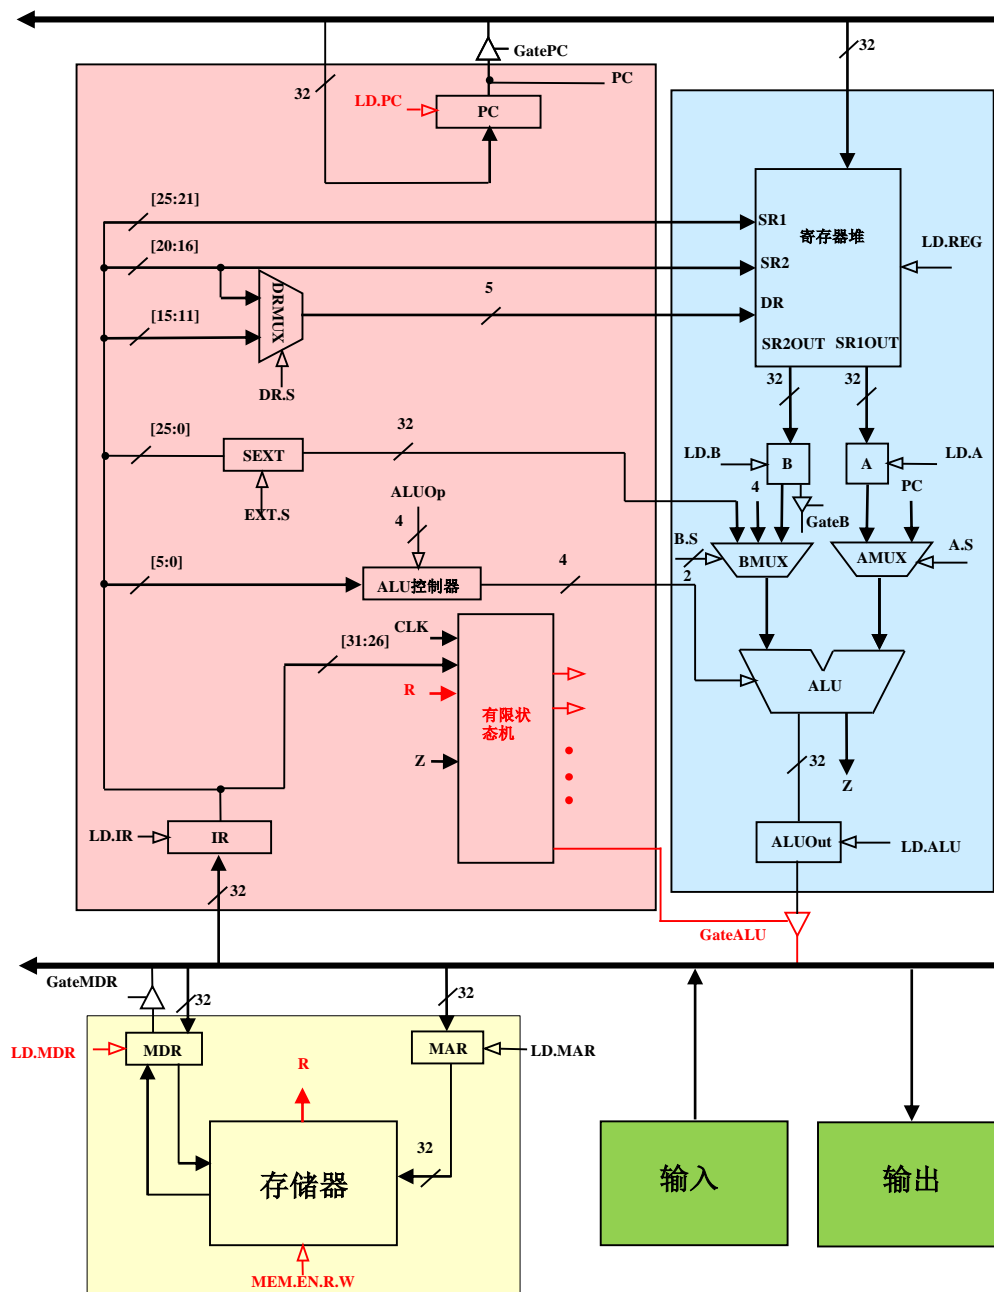 GatePC
32
32
PC
LD.PC
PC
[25:21]
SR1
寄存器堆
LD.REG
[20:16]
SR2
DRMUX
5
DR
[15:11]
SR2OUT
SR1OUT
DR.S
32
32
[25:0]
32
SEXT
LD.B
B
A
LD.A
ALUOp
4
PC
EXT.S
4
GateB
B.S
2
BMUX
AMUX
A.S
[5:0]
ALU控制器
4
CLK
[31:26]
R
有限状
态机
ALU
Z
32
Z
LD.IR
IR
ALUOut
LD.ALU
32
GateALU
GateMDR
32
32
LD.MDR
MDR
MAR
LD.MAR
R
32
存储器
输入
输出
MEM.EN.R.W